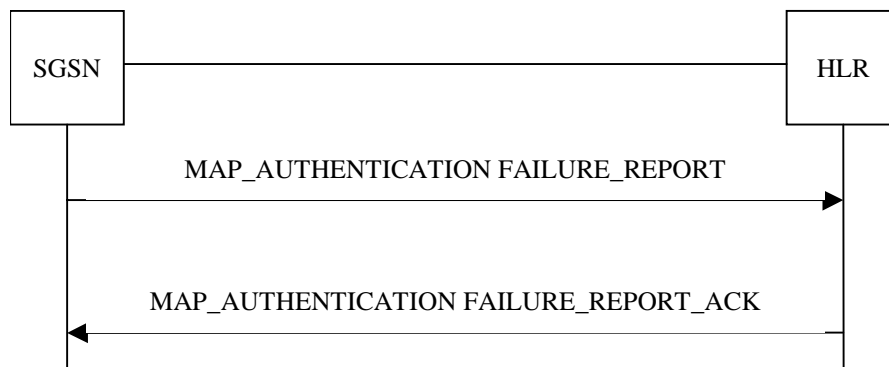 SGSN
HLR
MAP_AUTHENTICATION FAILURE_REPORT
MAP_AUTHENTICATION FAILURE_REPORT_ACK